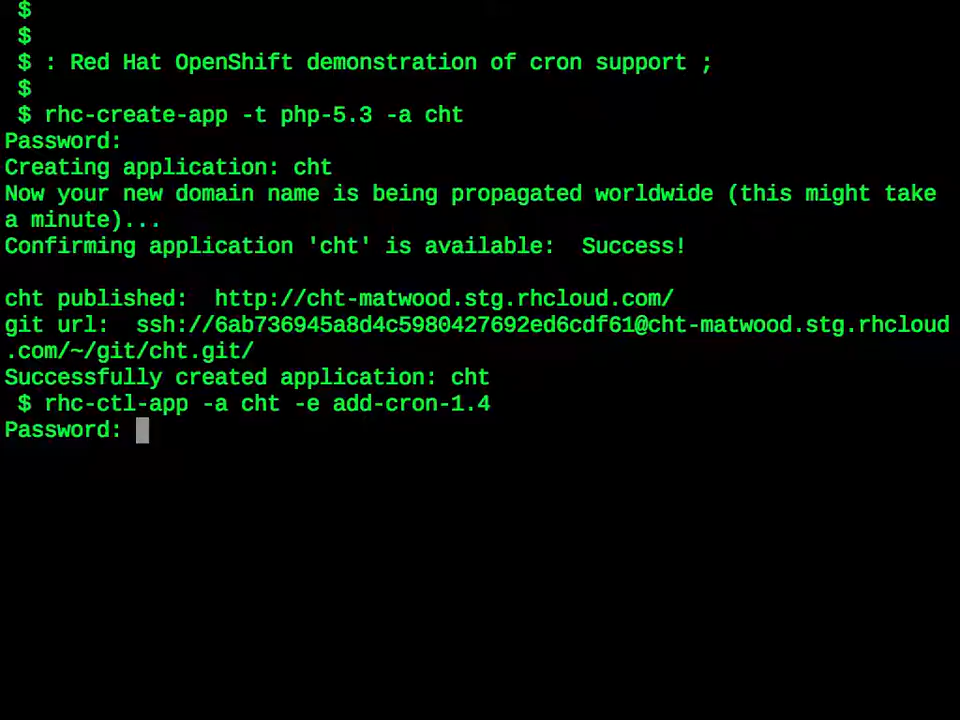 $
$
$ : Red Hat OpenShift demonstration of cron support ;
$
$ rhc-create-app -t php-5.3 -a cht
Password:
Creating application: cht
Now your new domain name is being propagated worldwide (this might take
a minute)...
Confirming application 'cht' is available:  Success!
cht published:  http://cht-matwood.stg.rhcloud.com/
git url:  ssh://6ab736945a8d4c5980427692ed6cdf61@cht-matwood.stg.rhcloud
.com/~/git/cht.git/
Successfully created application: cht
$ rhc-ctl-app -a cht -e add-cron-1.4
Password: